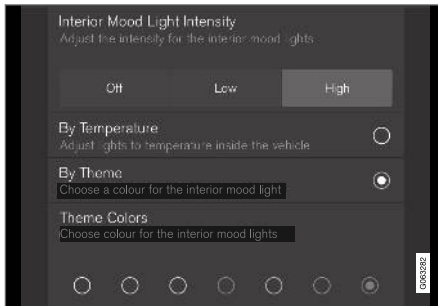 Interior Mood Light Intensity
Adjust the intensity for the interior mood lights
Off
Low
High
By Temperature
Adjust lights to temperature inside the vehicle
By Theme
Choose a colour for the interior mood light
Theme Colors
Choose colour for the interior mood lights
G063282